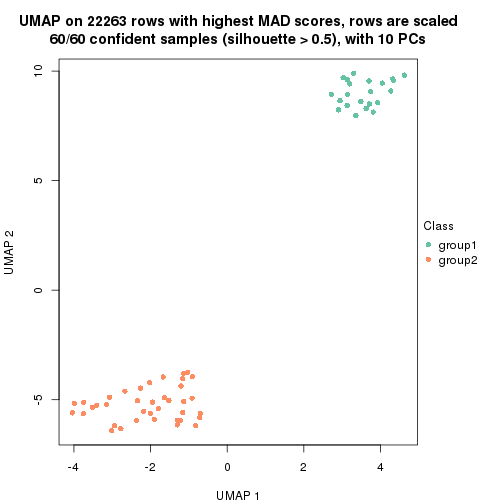 UMAP on 22263 rows with highest MAD scores, rows are scaled
60/60 confident samples (silhouette > 0.5), with 10 PCs
10
5
0
-5
UMAP 2
-4
-2
0
2
4
UMAP 1
Class
group1
group2